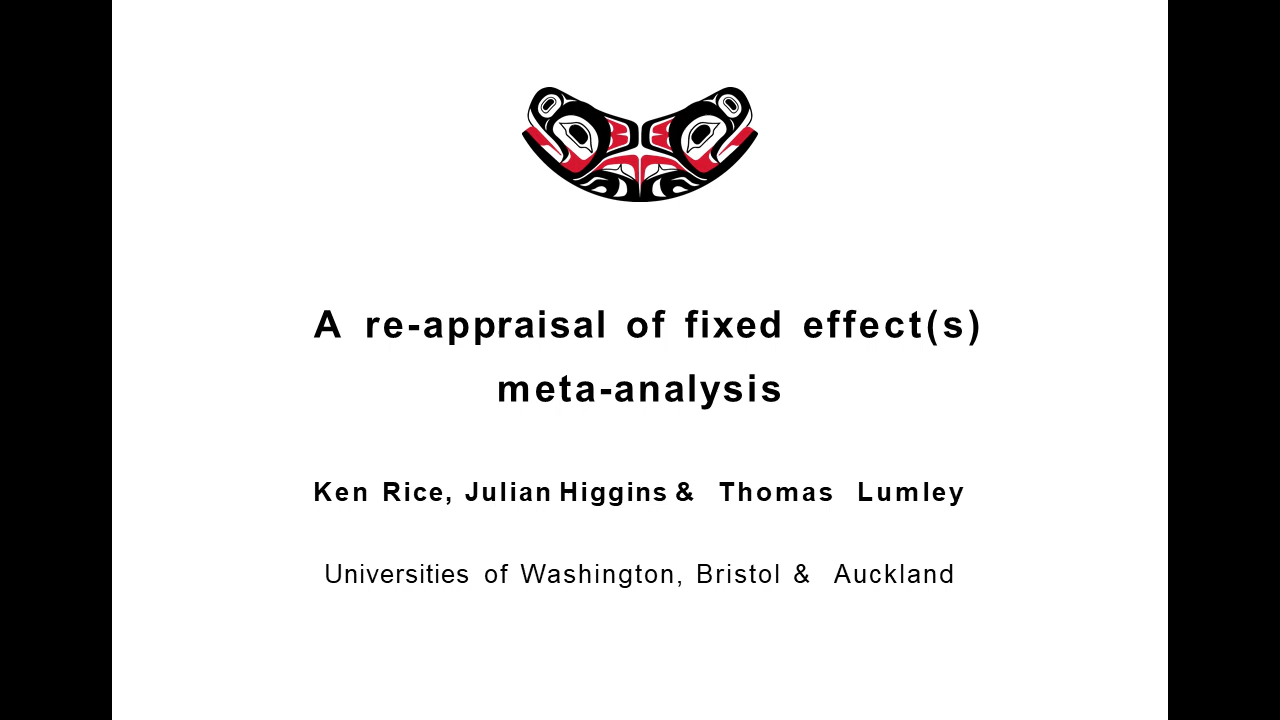 A re-appraisal of fixed effect(s)
meta-analysis
Ken Rice, Julian Higgins & Thomas Lumley
Universities of Washington, Bristol & Auckland